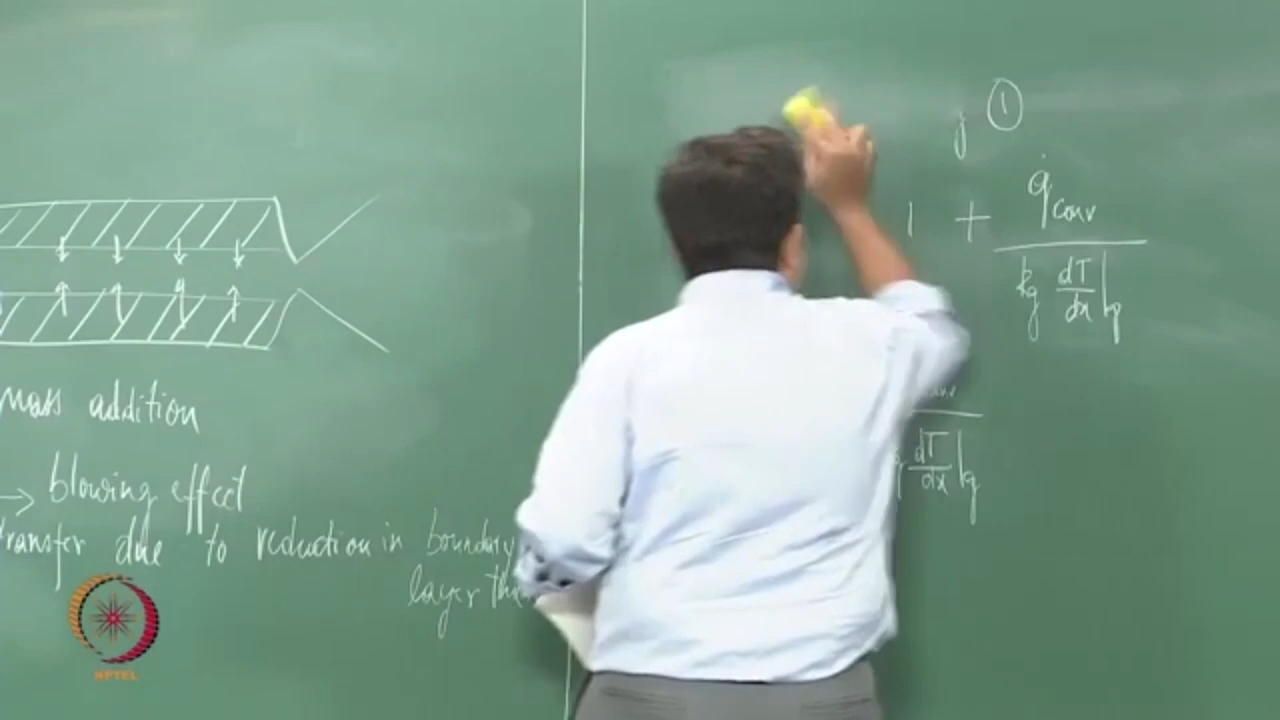 mass addition
→ blowing effect
transfer due to reduction in boundary
layer
①
1 + q̇conv
kg dT/dx |
dT/dx |
NPTEL